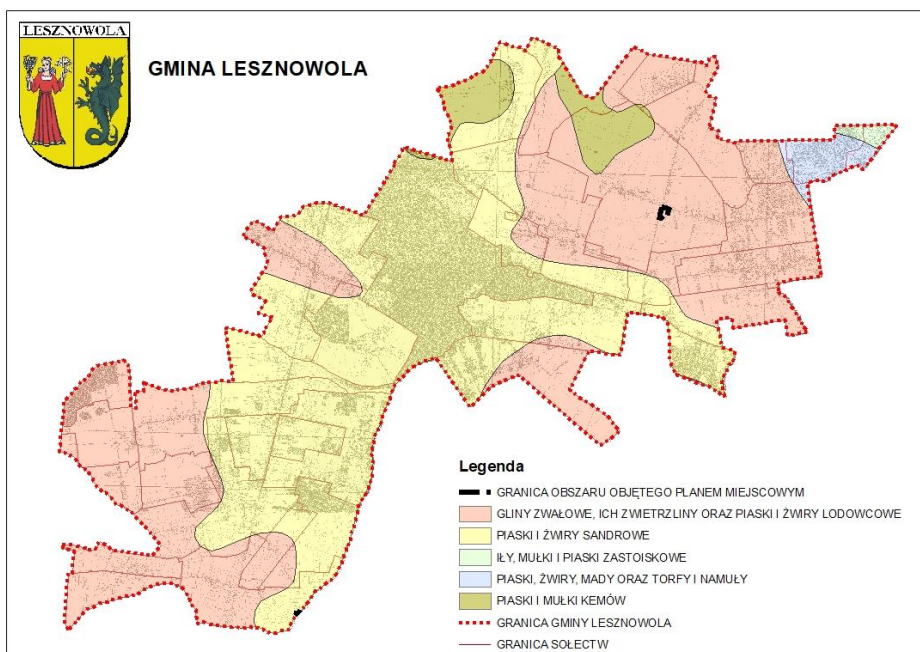 LESZNOWOLA
GMINA LESZNOWOLA
Legenda
GRANICA OBSZARU OBJĘTEGO PLANEM MIEJSCOWYM
GLINY ZWAŁOWE, ICH ZWIETRZLINY ORAZ PIASKI I ŻWIRY LODOWCOWE
PIASKI I ŻWIRY SANDROWE
IŁY, MUŁKI I PIASKI ZASTOISKOWE
PIASKI, ŻWIRY, MADY ORAZ TORFY I NAMUŁY
PIASKI I MUŁKI KEMÓW
GRANICA GMINY LESZNOWOLA
GRANICA SOŁECTW